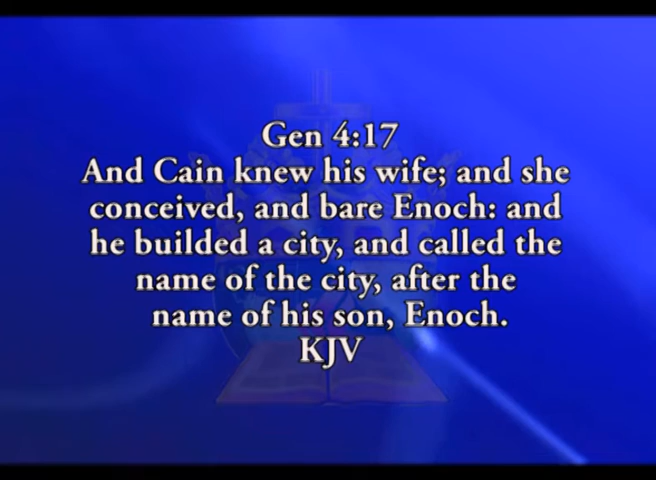 Gen 4:17
And Cain knew his wife; and she
conceived, and bare Enoch: and
he builded a city, and called the
name of the city, after the
name of his son, Enoch.
KJV